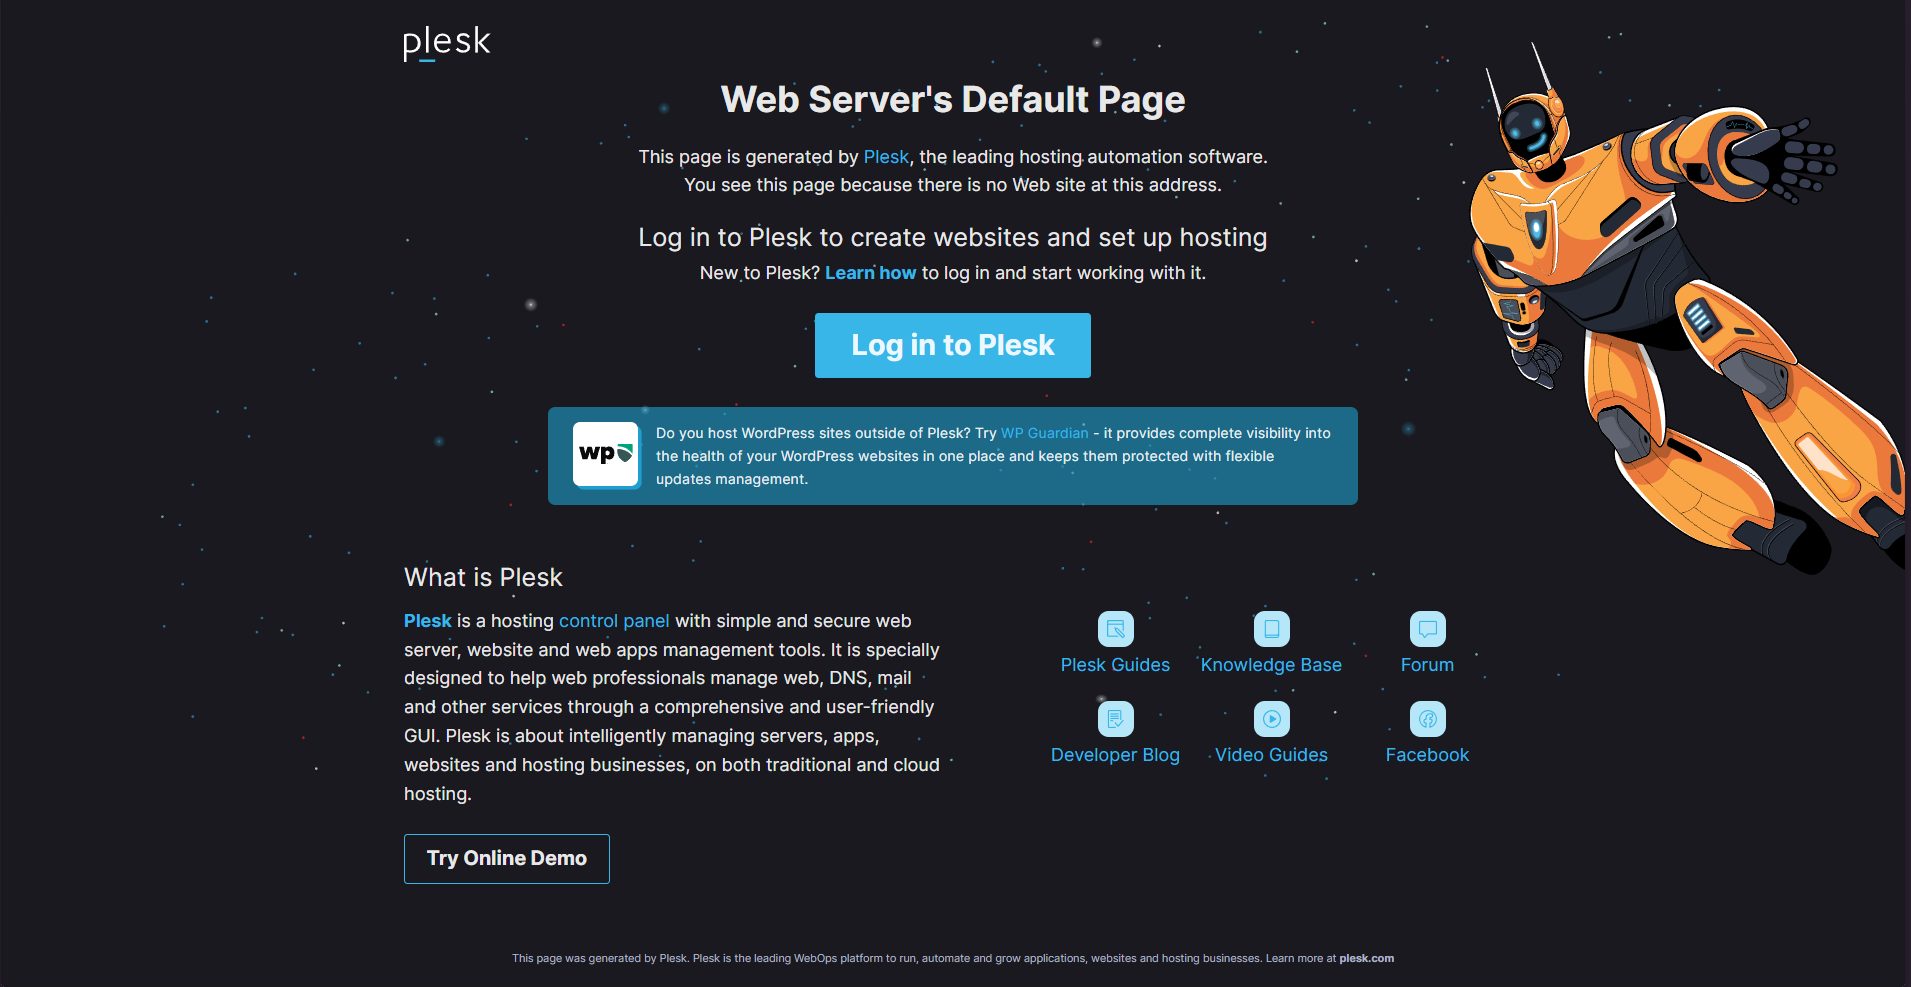 plesk
Web Server's Default Page
This page is generated by Plesk, the leading hosting automation software.
You see this page because there is no Web site at this address.
Log in to Plesk to create websites and set up hosting
New to Plesk? Learn how to log in and start working with it.
Log in to Plesk
wp
Do you host WordPress sites outside of Plesk? Try WP Guardian - it provides complete visibility into
the health of your WordPress websites in one place and keeps them protected with flexible
updates management.
What is Plesk
Plesk is a hosting control panel with simple and secure web
server, website and web apps management tools. It is specially
designed to help web professionals manage web, DNS, mail
and other services through a comprehensive and user-friendly
GUI. Plesk is about intelligently managing servers, apps,
websites and hosting businesses, on both traditional and cloud
hosting.
Try Online Demo
Plesk Guides
Knowledge Base
Forum
Developer Blog
Video Guides
Facebook
This page was generated by Plesk. Plesk is the leading WebOps platform to run, automate and grow applications, websites and hosting businesses. Learn more at plesk.com